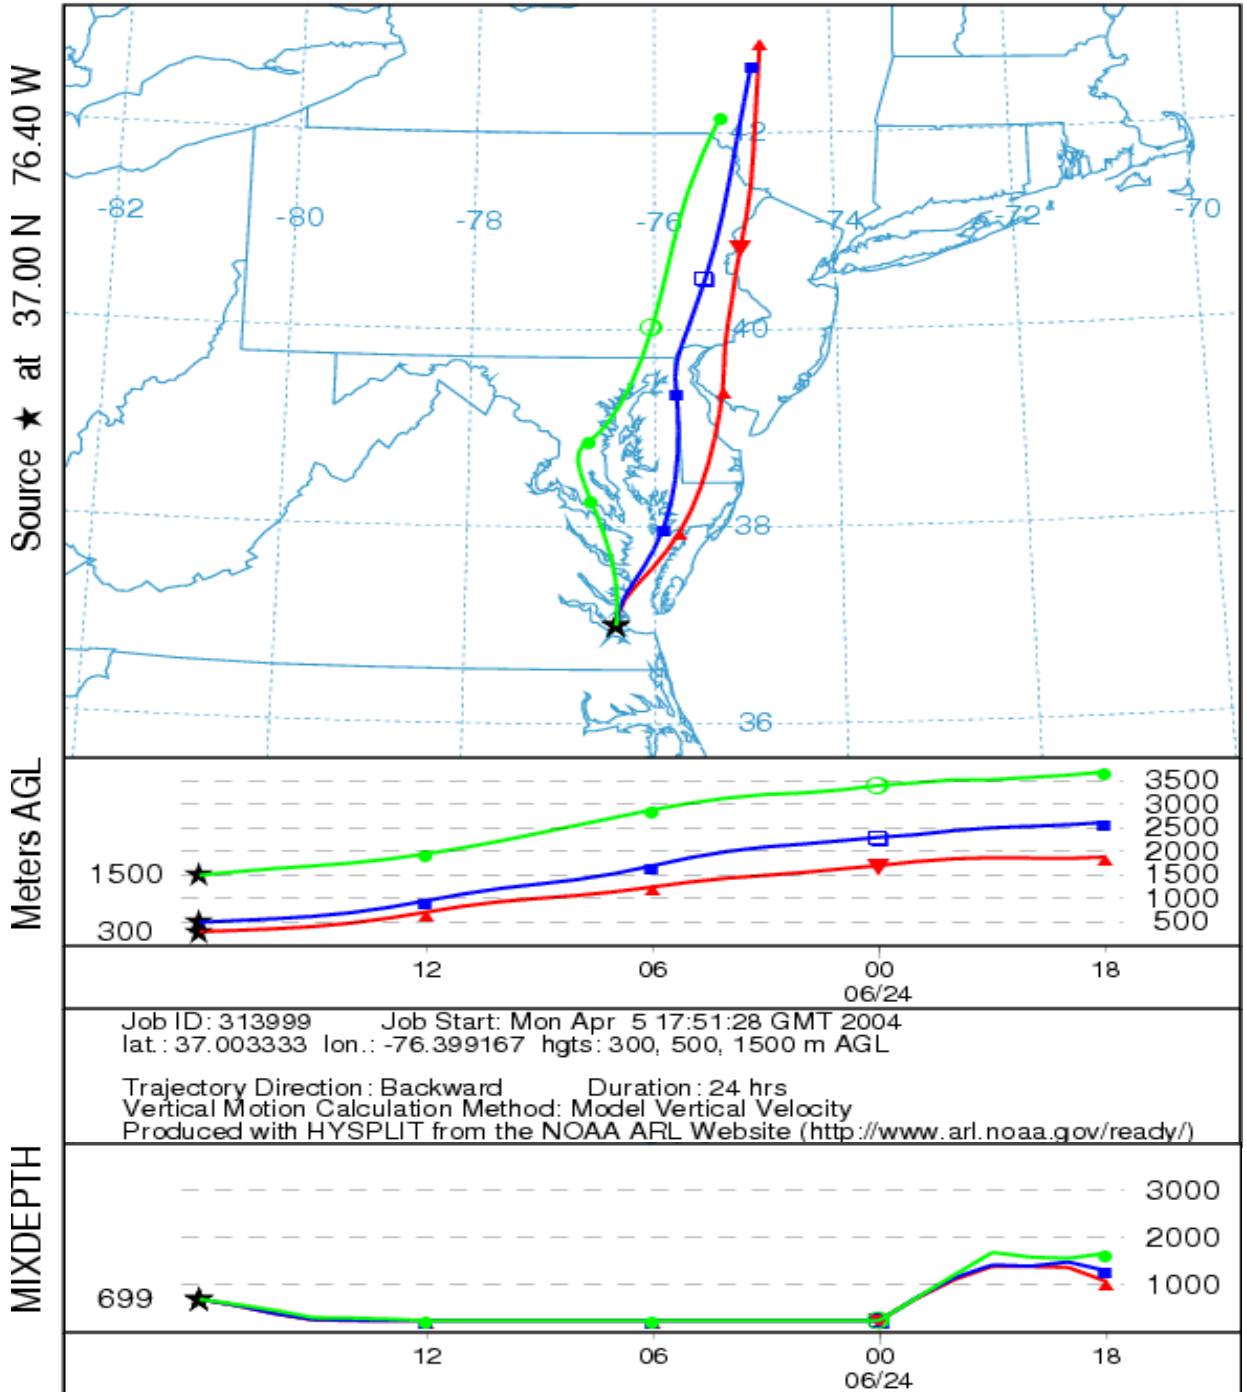 Source ★ at 37.00 N 76.40 W
42
-82
-80
-78
-76
-74
-72
-70
40
38
36
Meters AGL
1500
300
3500
3000
2500
2000
1500
1000
500
12 06 00 18
06/24
Job ID: 313999 Job Start: Mon Apr 5 17:51:28 GMT 2004
lat.: 37.003333 lon.: -76.399167 hgts: 300, 500, 1500 m AGL
Trajectory Direction: Backward Duration: 24 hrs
Vertical Motion Calculation Method: Model Vertical Velocity
Produced with HYSPLIT from the NOAA ARL Website (http://www.arl.noaa.gov/ready/)
MIXDEPTH
699
3000
2000
1000
12 06 00 18
06/24